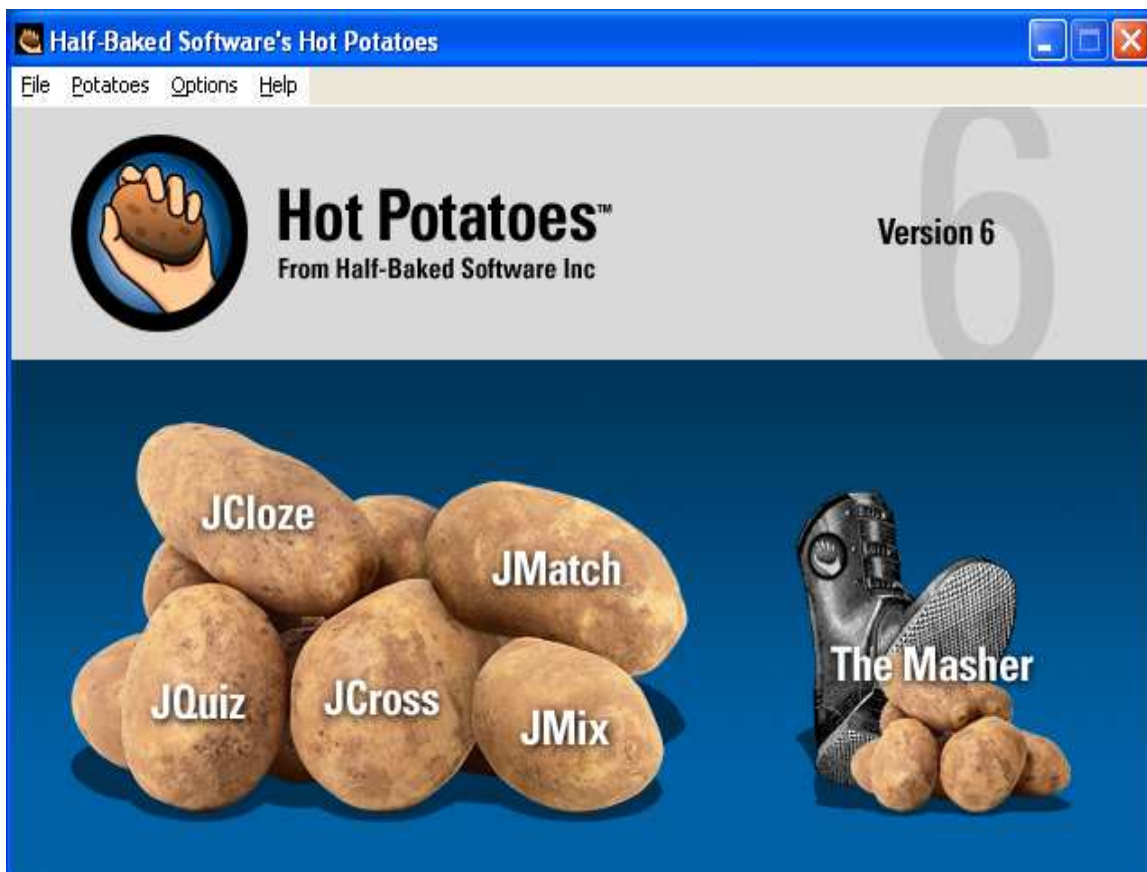 Half-Baked Software's Hot Potatoes
File Potatoes Options Help
6
Hot Potatoes™
Version 6
From Half-Baked Software Inc
JCloze
JMatch
The Masher
JQuiz
JCross
JMix